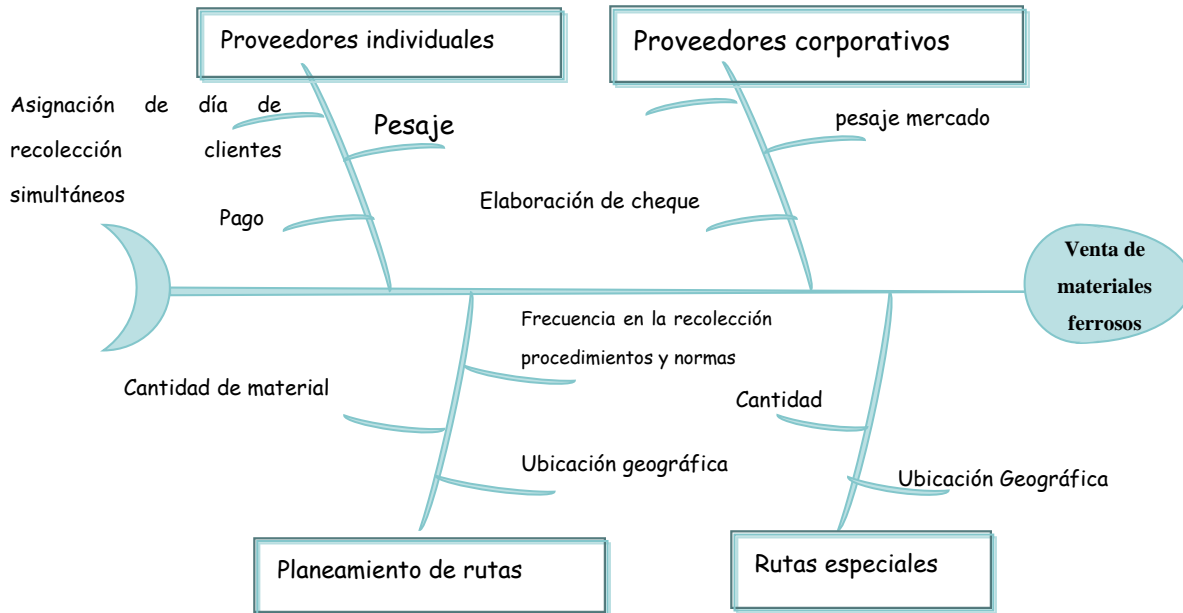 Proveedores individuales
Proveedores corporativos
Asignación de día de
recolección clientes
simultáneos
Pesaje
pesaje mercado
Pago
Elaboración de cheque
Venta de
materiales
ferrosos
Frecuencia en la recolección
procedimientos y normas
Cantidad de material
Cantidad
Ubicación geográfica
Ubicación Geográfica
Planeamiento de rutas
Rutas especiales